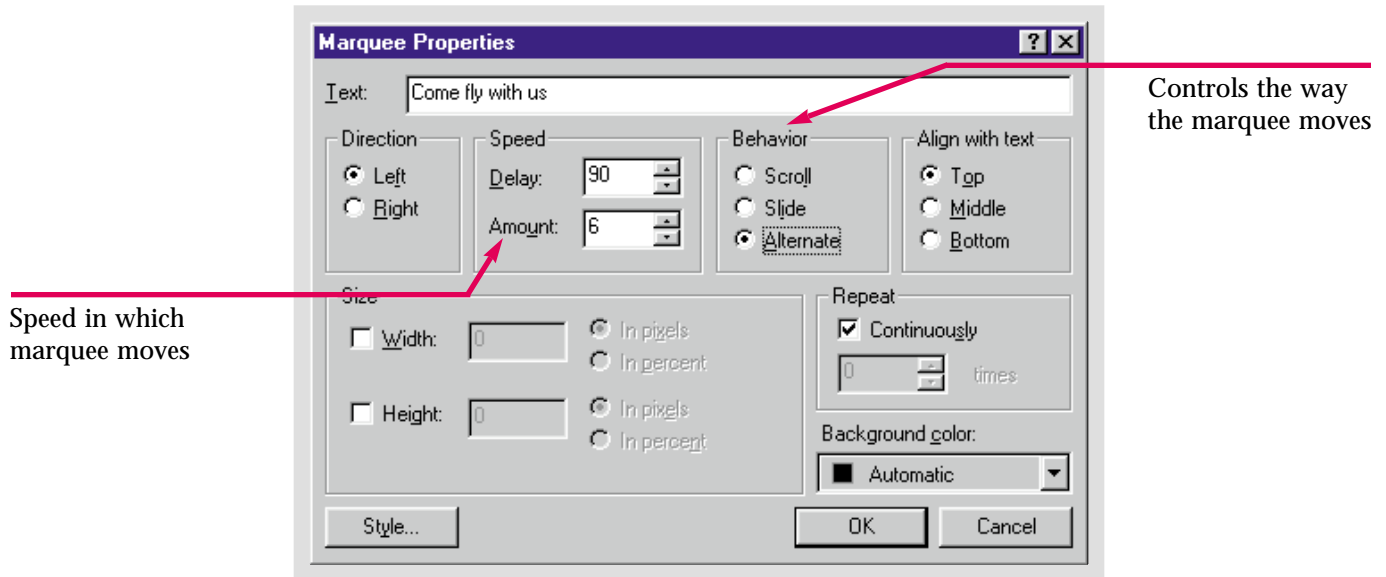 Marquee Properties
Text: Come fly with us
Controls the way
the marquee moves
Direction
Left
Right
Speed
Delay: 90
Amount: 6
Behavior
Scroll
Slide
Alternate
Align with text
Top
Middle
Bottom
Speed in which
marquee moves
Size
Width: 0
In pixels
In percent
Height: 0
In pixels
In percent
Repeat
Continuously
0 times
Background color:
Automatic
Style...
OK
Cancel